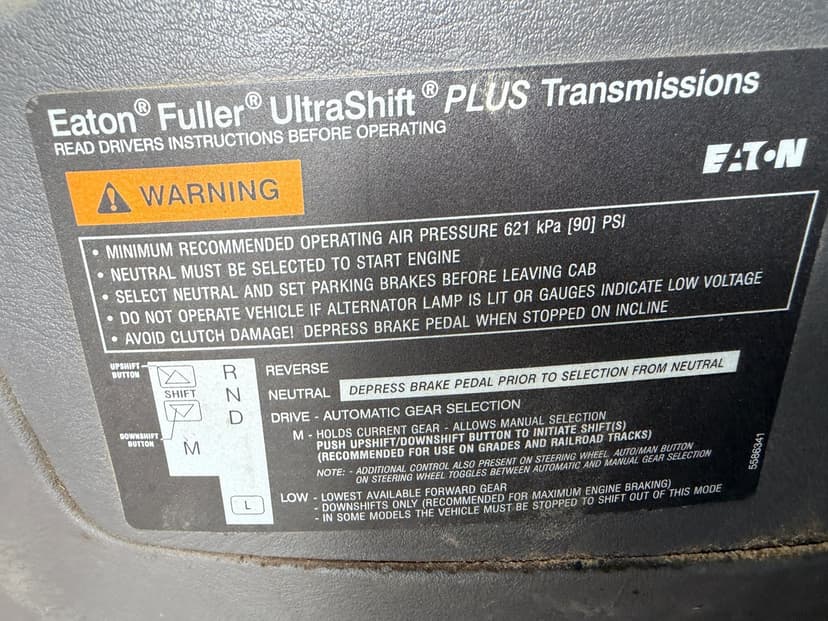 Eaton® Fuller® UltraShift® PLUS Transmissions
READ DRIVERS INSTRUCTIONS BEFORE OPERATING
EATON
WARNING
• MINIMUM RECOMMENDED OPERATING AIR PRESSURE 621 kPa [90] PSI
• NEUTRAL MUST BE SELECTED TO START ENGINE
• SELECT NEUTRAL AND SET PARKING BRAKES BEFORE LEAVING CAB
• DO NOT OPERATE VEHICLE IF ALTERNATOR LAMP IS LIT OR GAUGES INDICATE LOW VOLTAGE
• AVOID CLUTCH DAMAGE! DEPRESS BRAKE PEDAL WHEN STOPPED ON INCLINE
UPSHIFT
BUTTON
SHIFT
DOWNSHIFT
BUTTON
R
N
D
M
L
REVERSE
NEUTRAL DEPRESS BRAKE PEDAL PRIOR TO SELECTION FROM NEUTRAL
DRIVE - AUTOMATIC GEAR SELECTION
M - HOLDS CURRENT GEAR - ALLOWS MANUAL SELECTION
PUSH UPSHIFT/DOWNSHIFT BUTTON TO INITIATE SHIFT(S)
(RECOMMENDED FOR USE ON GRADES AND RAILROAD TRACKS)
NOTE: - ADDITIONAL CONTROL ALSO PRESENT ON STEERING WHEEL. AUTO/MAN BUTTON
ON STEERING WHEEL TOGGLES BETWEEN AUTOMATIC AND MANUAL GEAR SELECTION
LOW - LOWEST AVAILABLE FORWARD GEAR
- DOWNSHIFTS ONLY (RECOMMENDED FOR MAXIMUM ENGINE BRAKING)
- IN SOME MODELS THE VEHICLE MUST BE STOPPED TO SHIFT OUT OF THIS MODE
5586341